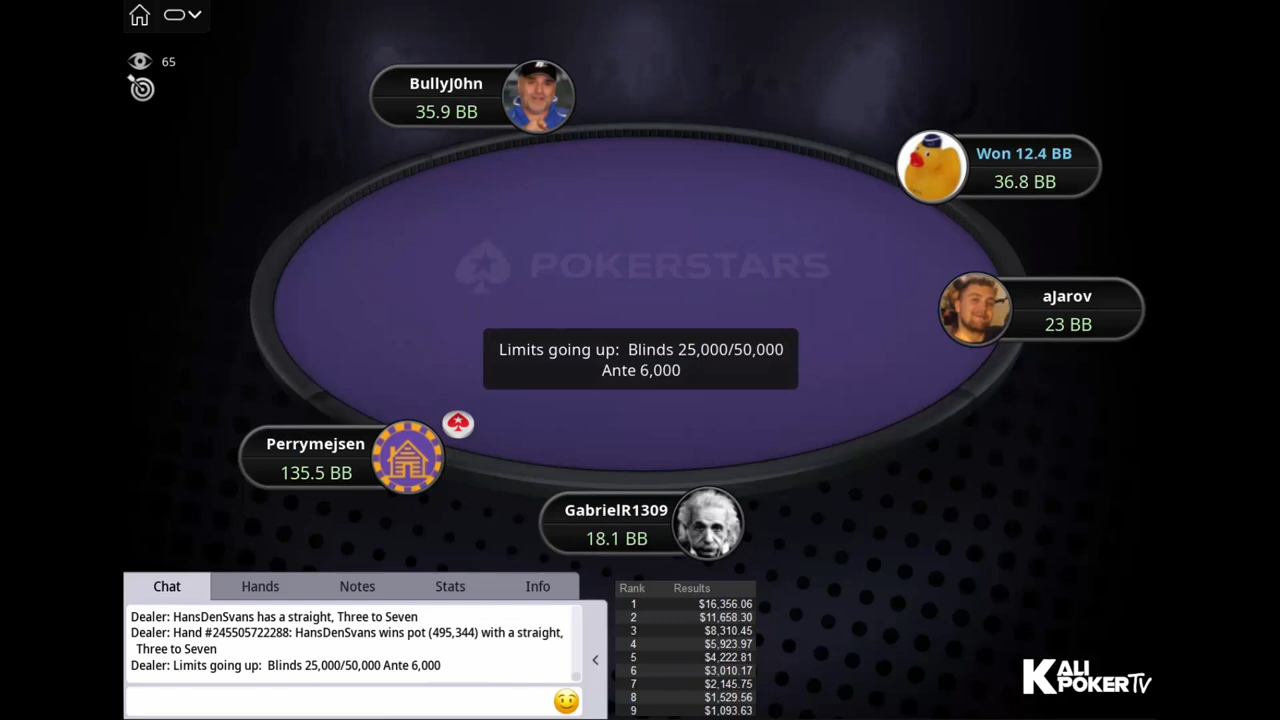 65
BullyJ0hn
35.9 BB
Won 12.4 BB
36.8 BB
POKERSTARS
aJarov
23 BB
Limits going up:  Blinds 25,000/50,000
Ante 6,000
Perrymejsen
135.5 BB
GabrielR1309
18.1 BB
Chat Hands Notes Stats Info
Dealer: HansDenSvans has a straight, Three to Seven
Dealer: Hand #245505722288: HansDenSvans wins pot (495,344) with a straight,
Three to Seven
Dealer: Limits going up:  Blinds 25,000/50,000 Ante 6,000
Rank Results
1 $16,356.06
2 $11,658.30
3 $8,310.45
4 $5,923.97
5 $4,222.81
6 $3,010.17
7 $2,145.75
8 $1,529.56
9 $1,093.63
KALI
POKERTV